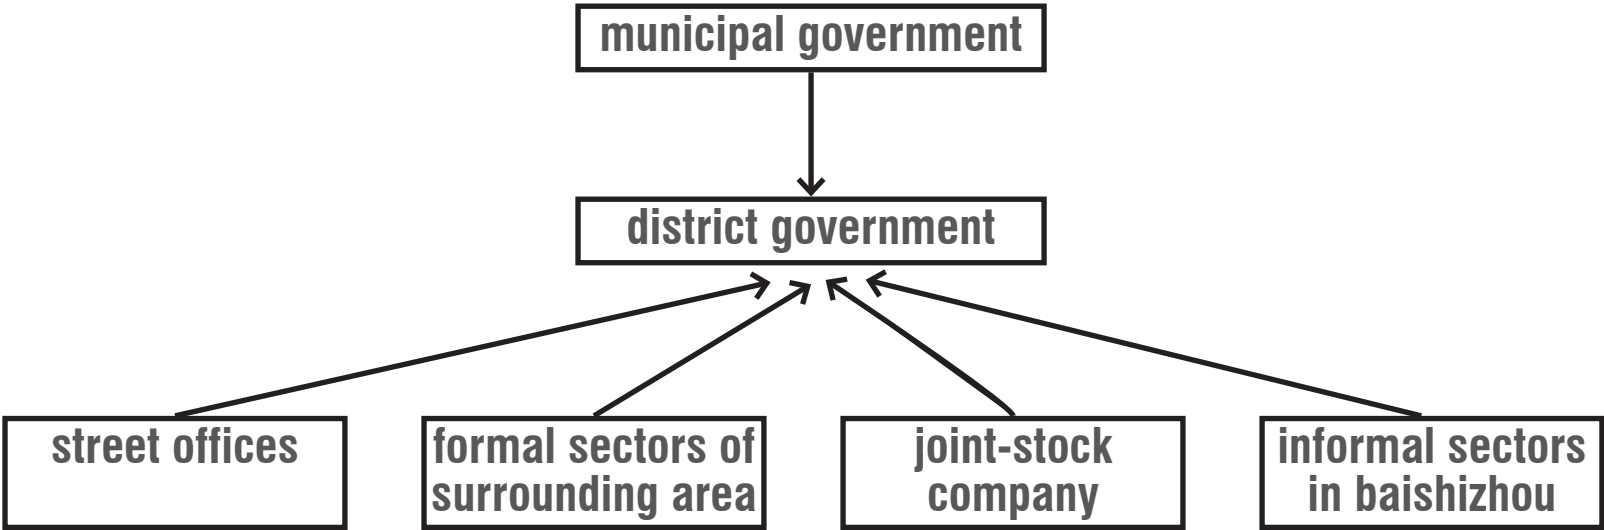 municipal government
district government
street offices
formal sectors of
surrounding area
joint-stock
company
informal sectors
in baishizhou